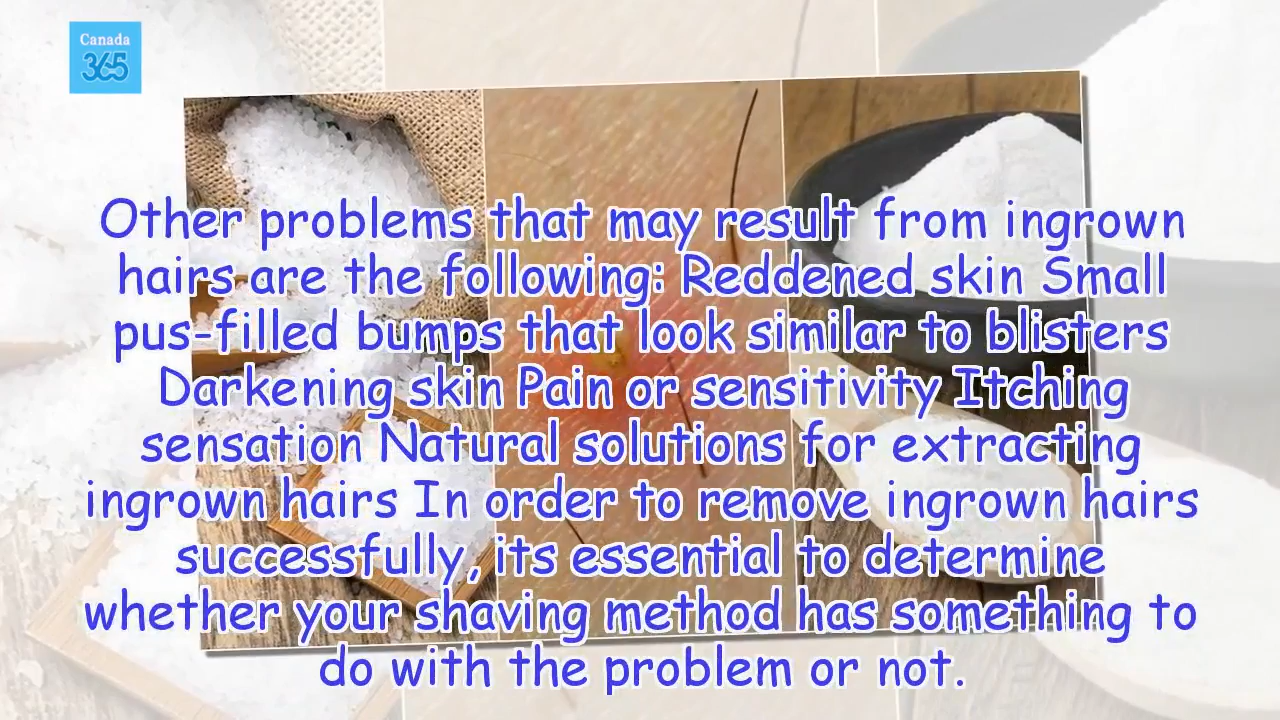 Canada
365
Other problems that may result from ingrown
hairs are the following: Reddened skin Small
pus-filled bumps that look similar to blisters
Darkening skin Pain or sensitivity Itching
sensation Natural solutions for extracting
ingrown hairs In order to remove ingrown hairs
successfully, its essential to determine
whether your shaving method has something to
do with the problem or not.